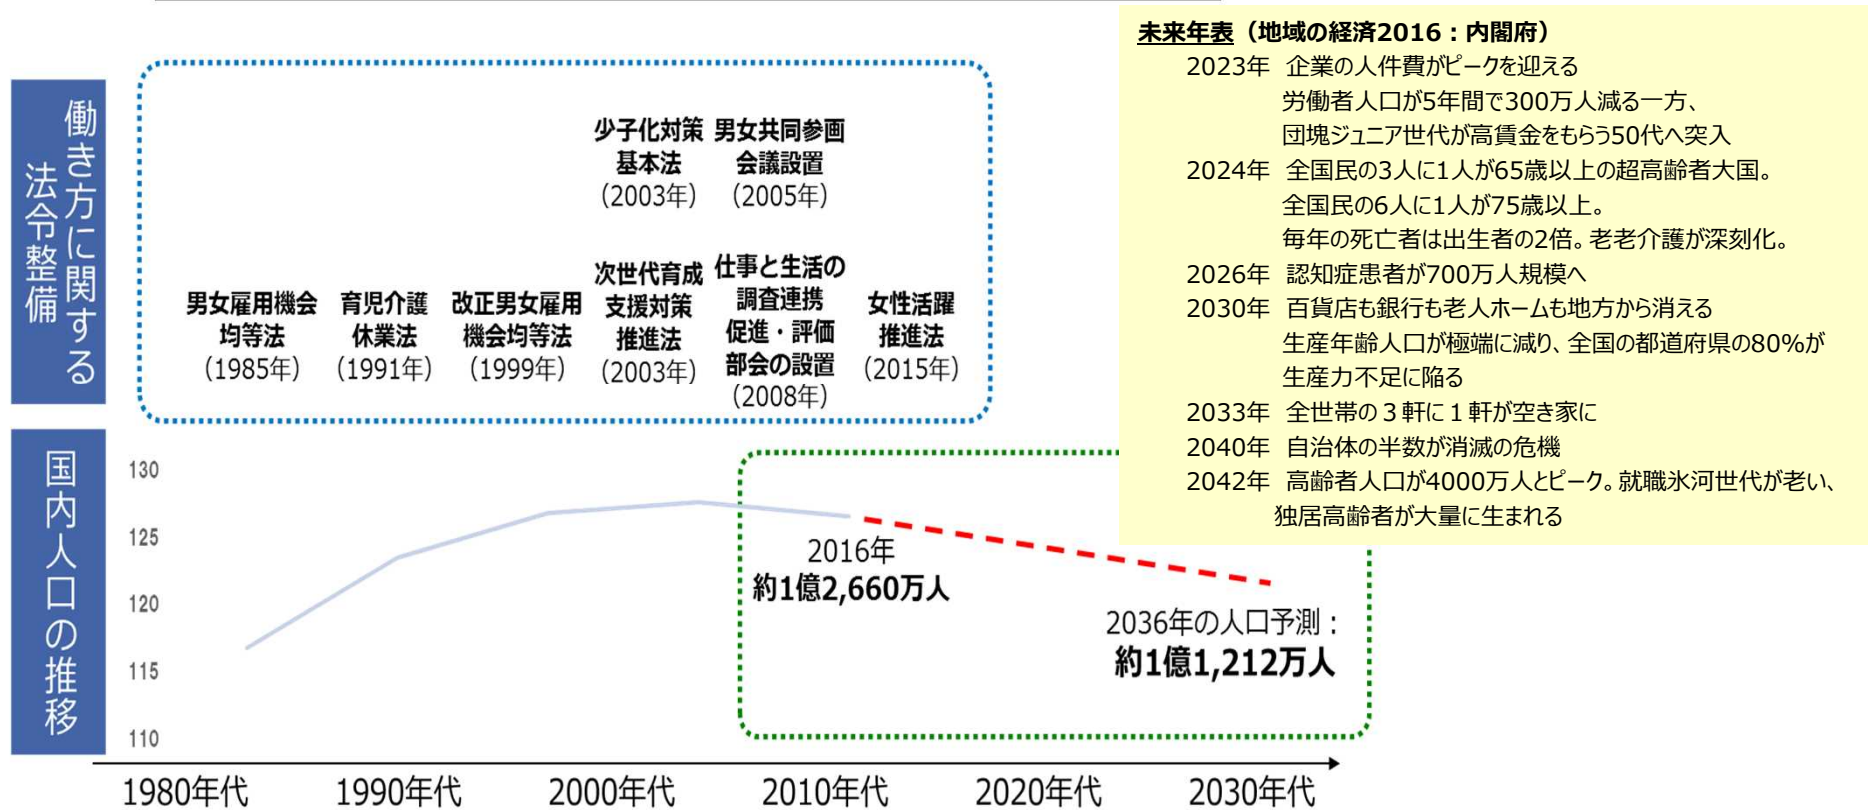 働き方に関する
法令整備
少子化対策
基本法
（2003年）
男女共同参画
会議設置
（2005年）
男女雇用機会
均等法
（1985年）
育児介護
休業法
（1991年）
改正男女雇用
機会均等法
（1999年）
次世代育成
支援対策
推進法
（2003年）
仕事と生活の
調査連携
促進・評価
部会の設置
（2008年）
女性活躍
推進法
（2015年）
未来年表（地域の経済2016：内閣府）
2023年 企業の人件費がピークを迎える
労働者人口が5年間で300万人減る一方、
団塊ジュニア世代が高賃金をもらう50代へ突入
2024年 全国民の3人に1人が65歳以上の超高齢者大国。
全国民の6人に1人が75歳以上。
毎年の死亡者は出生者の2倍。老老介護が深刻化。
2026年 認知症患者が700万人規模へ
2030年 百貨店も銀行も老人ホームも地方から消える
生産年齢人口が極端に減り、全国の都道府県の80%が
生産力不足に陥る
2033年 全世帯の３軒に１軒が空き家に
2040年 自治体の半数が消滅の危機
2042年 高齢者人口が4000万人とピーク。就職氷河世代が老い、
独居高齢者が大量に生まれる
国内人口の推移
130
125
120
115
110
2016年
約1億2,660万人
2036年の人口予測：
約1億1,212万人
1980年代
1990年代
2000年代
2010年代
2020年代
2030年代